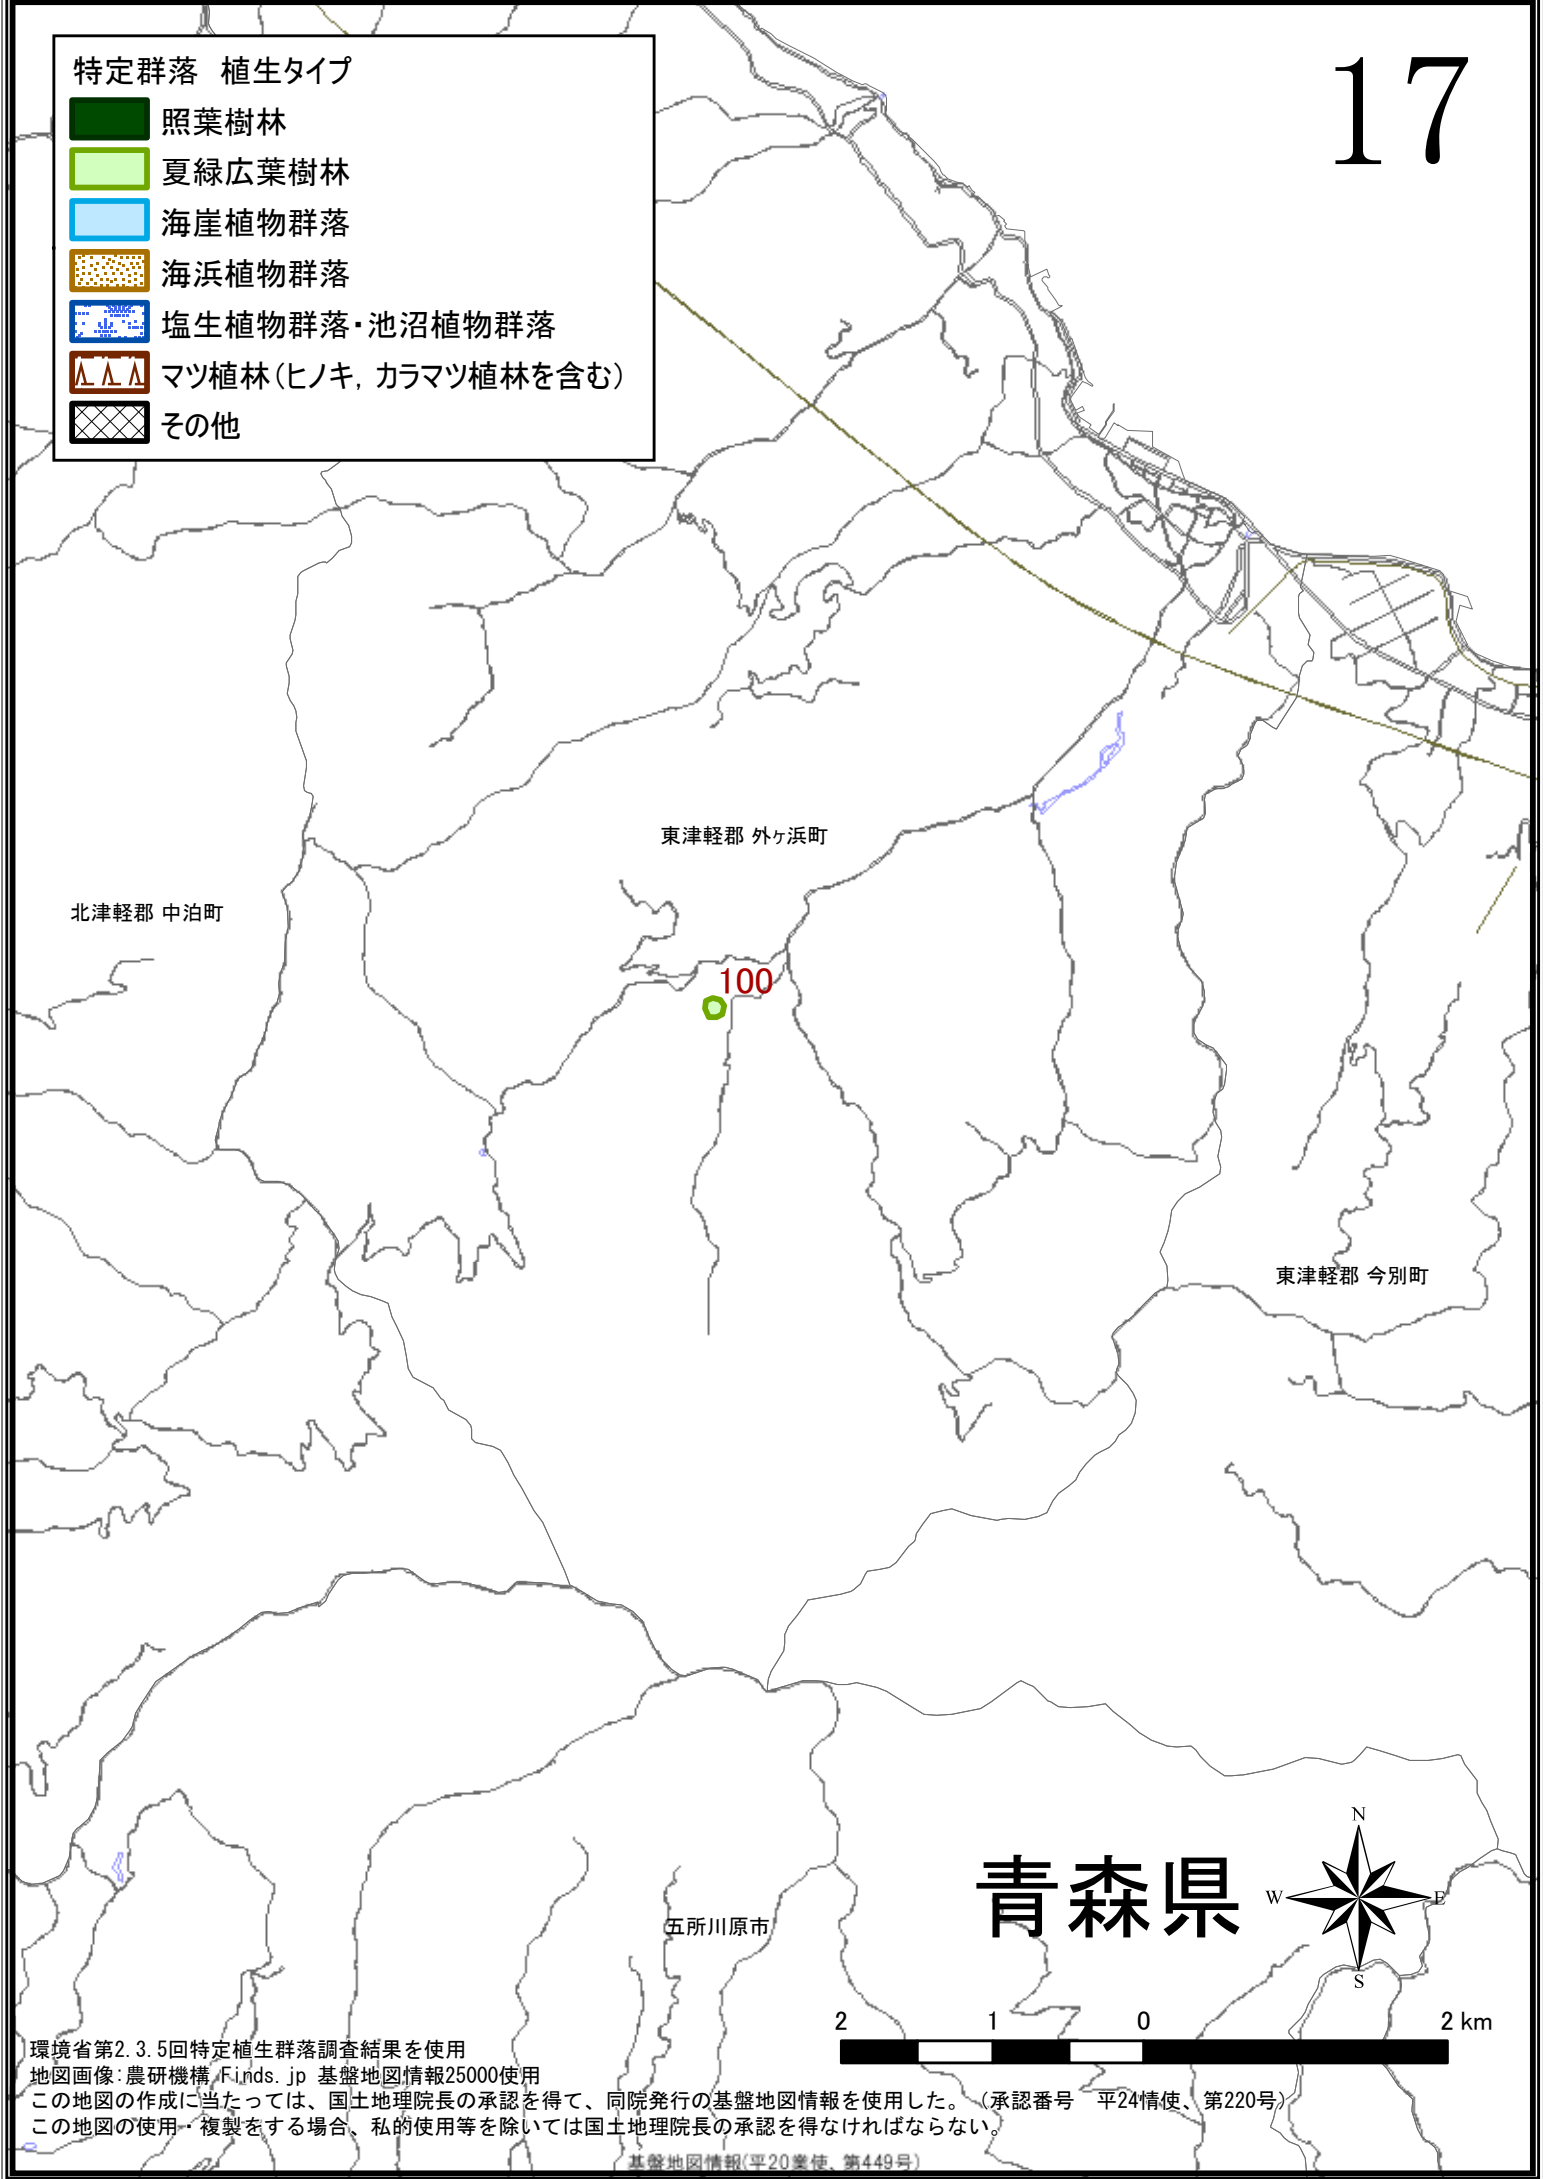 17
特定群落 植生タイプ
照葉樹林
夏緑広葉樹林
海崖植物群落
海浜植物群落
塩生植物群落・池沼植物群落
マツ植林(ヒノキ, カラマツ植林を含む)
その他
東津軽郡 外ヶ浜町
北津軽郡 中泊町
100
東津軽郡 今別町
N
青森県
W
E
五所川原市
S
2 1 0 2 km
環境省第2.3.5回特定植生群落調査結果を使用
地図画像:農研機構 Finds.jp 基盤地図情報25000使用
この地図の作成に当たっては、国土地理院長の承認を得て、同院発行の基盤地図情報を使用した。(承認番号 平24情使、第220号)
この地図の使用・複製をする場合、私的使用等を除いては国土地理院長の承認を得なければならない。
基盤地図情報(平20業使、第449号)